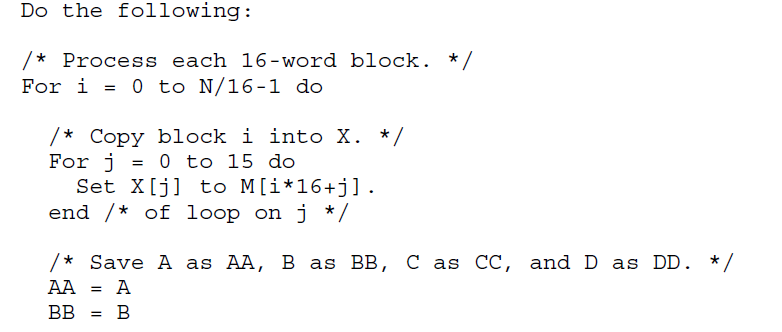 Do the following:
/* Process each 16-word block. */
For i = 0 to N/16-1 do
/* Copy block i into X. */
For j = 0 to 15 do
Set X[j] to M[i*16+j].
end /* of loop on j */
/* Save A as AA, B as BB, C as CC, and D as DD. */
AA = A
BB = B